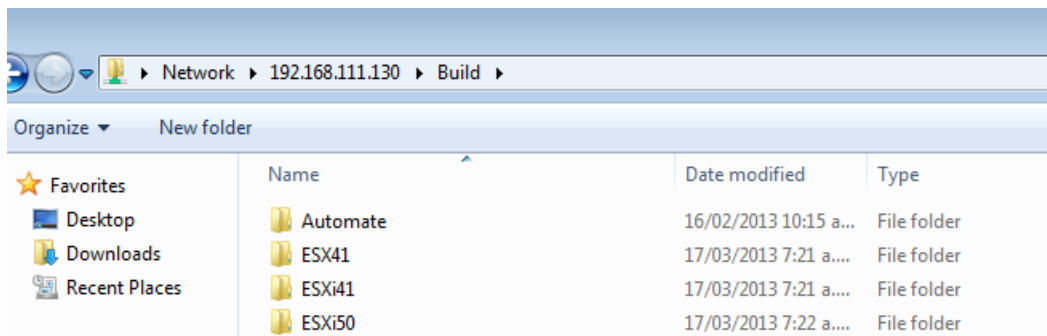 Network 192.168.111.130 Build
Organize New folder
Name Date modified Type
Favorites
Desktop
Downloads
Recent Places
Automate 16/02/2013 10:15 a... File folder
ESX41 17/03/2013 7:21 a.... File folder
ESXi41 17/03/2013 7:21 a.... File folder
ESXi50 17/03/2013 7:22 a.... File folder